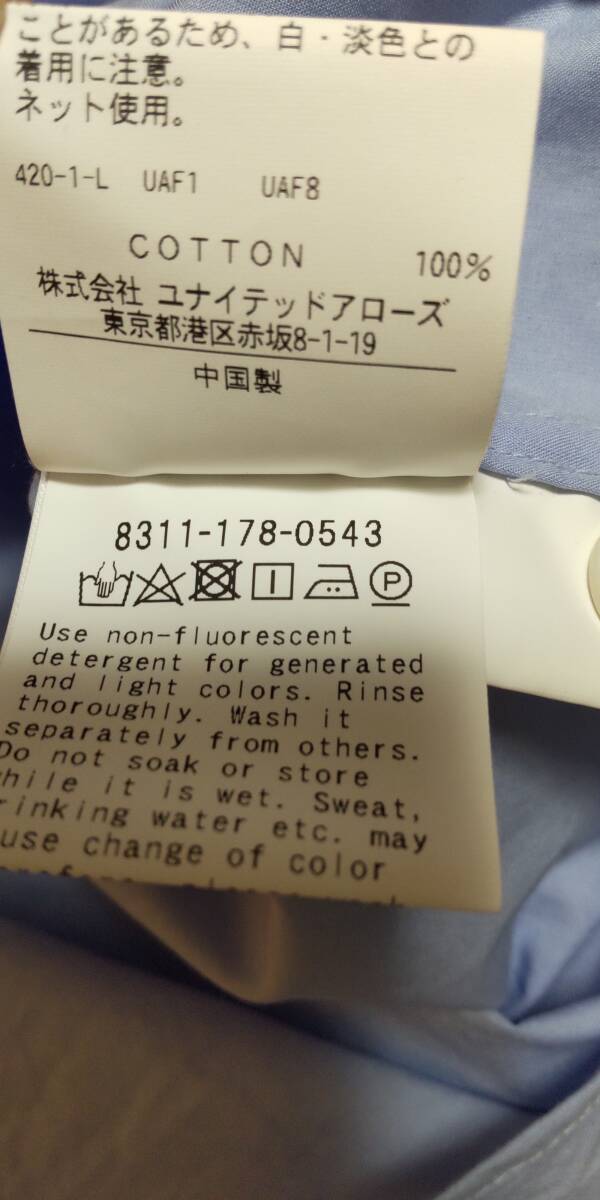 ことがあるため、白・淡色との
着用に注意。
ネット使用。
420-1-L UAF1 UAF8
COTTON 100%
株式会社 ユナイテッドアローズ
東京都港区赤坂8-1-19
中国製
8311-178-0543
P
Use non-fluorescent
detergent for generated
and light colors. Rinse
thoroughly. Wash it
separately from others.
Do not soak or store
while it is wet. Sweat,
rinking water etc. may
use change of color